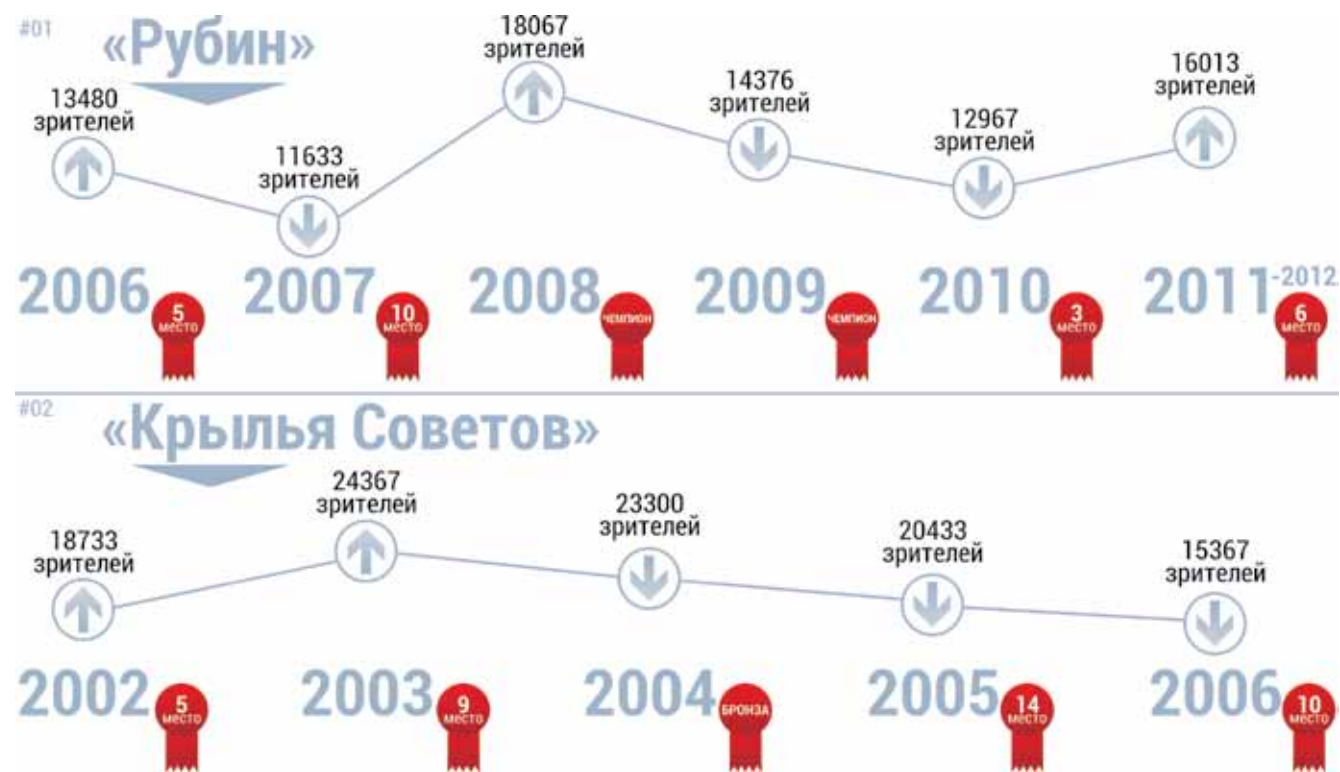 #01
«Рубин»
13480
зрителей
11633
зрителей
18067
зрителей
14376
зрителей
12967
зрителей
16013
зрителей
2006
5
место
2007
10
место
2008
ЧЕМПИОН
2009
ЧЕМПИОН
2010
3
место
2011-2012
6
место
#02
«Крылья Советов»
18733
зрителей
24367
зрителей
23300
зрителей
20433
зрителей
15367
зрителей
2002
5
место
2003
9
место
2004
БРОНЗА
2005
14
место
2006
10
место